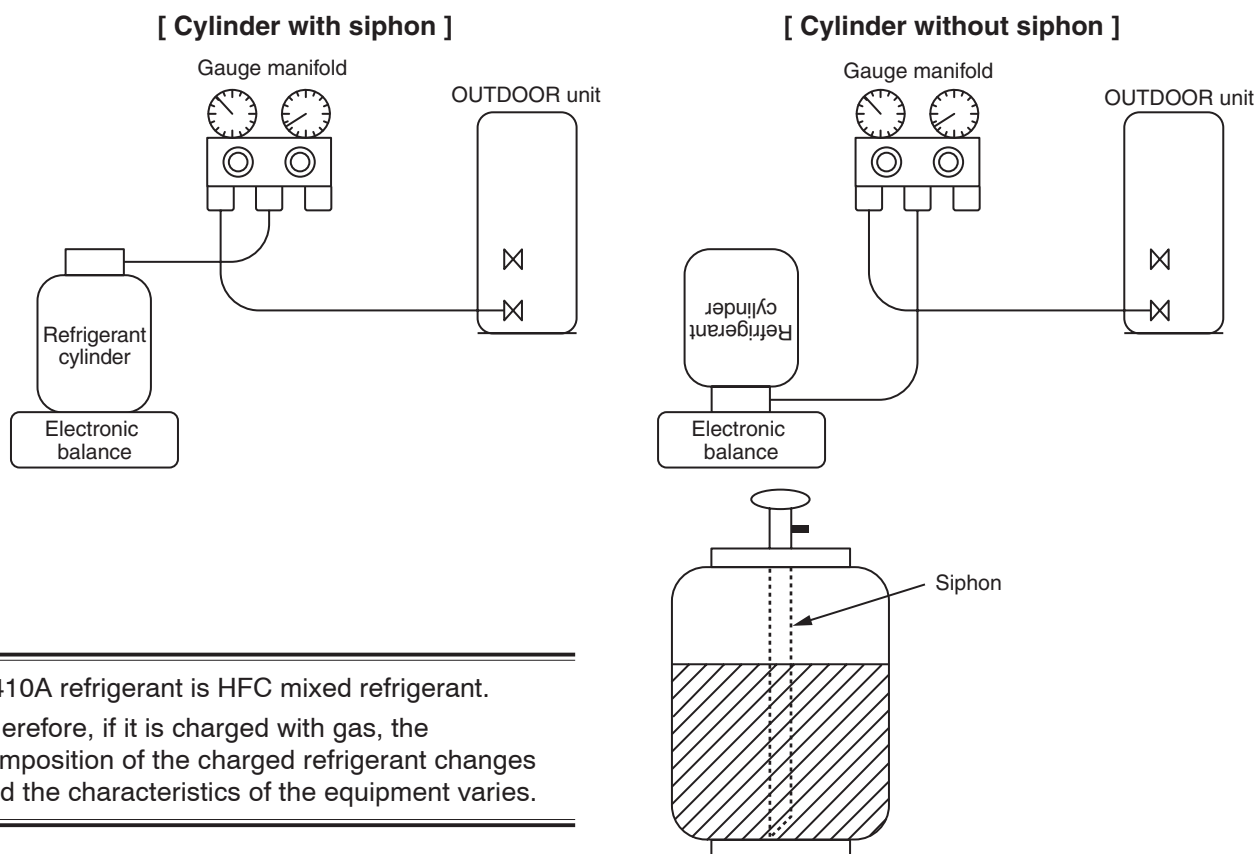 [ Cylinder with siphon ]
Gauge manifold
OUTDOOR unit
Refrigerant
cylinder
Electronic
balance
[ Cylinder without siphon ]
Gauge manifold
OUTDOOR unit
Refrigerant
cylinder
Electronic
balance
Siphon
410A refrigerant is HFC mixed refrigerant.
erefore, if it is charged with gas, the
mposition of the charged refrigerant changes
d the characteristics of the equipment varies.